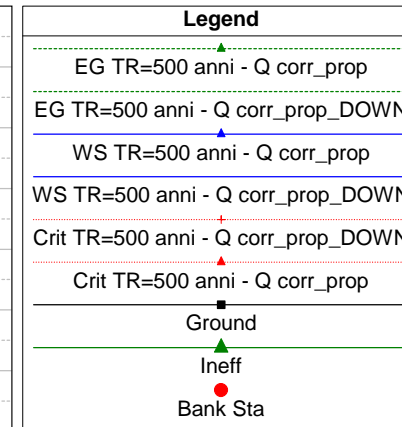 Legend
EG TR=500 anni - Q corr_prop
EG TR=500 anni - Q corr_prop_DOWN
WS TR=500 anni - Q corr_prop
WS TR=500 anni - Q corr_prop_DOWN
Crit TR=500 anni - Q corr_prop_DOWN
Crit TR=500 anni - Q corr_prop
Ground
Ineff
Bank Sta